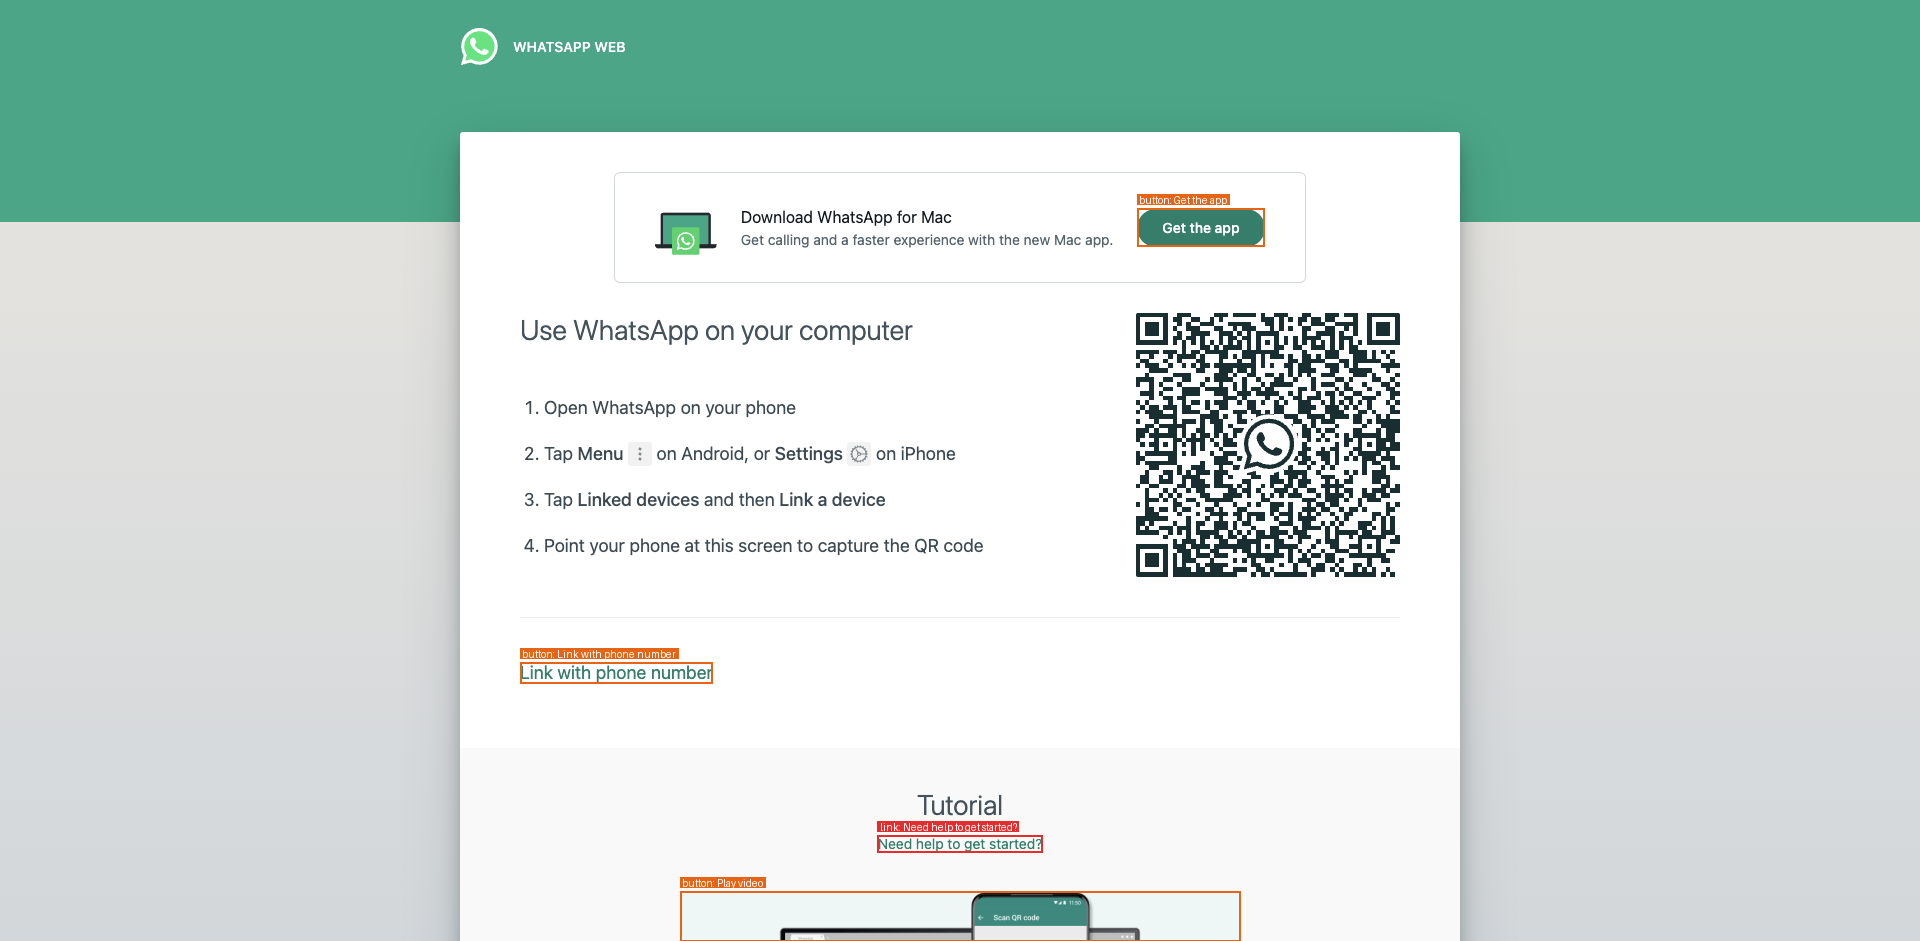 WHATSAPP WEB
button: Get the app
Download WhatsApp for Mac
Get the app
Get calling and a faster experience with the new Mac app.
Use WhatsApp on your computer
1. Open WhatsApp on your phone
2. Tap Menu on Android, or Settings on iPhone
3. Tap Linked devices and then Link a device
4. Point your phone at this screen to capture the QR code
button: Link with phone number
Link with phone number
Tutorial
link: Need help to get started?
Need help to get started?
button: Play video
11:50
Scan QR code